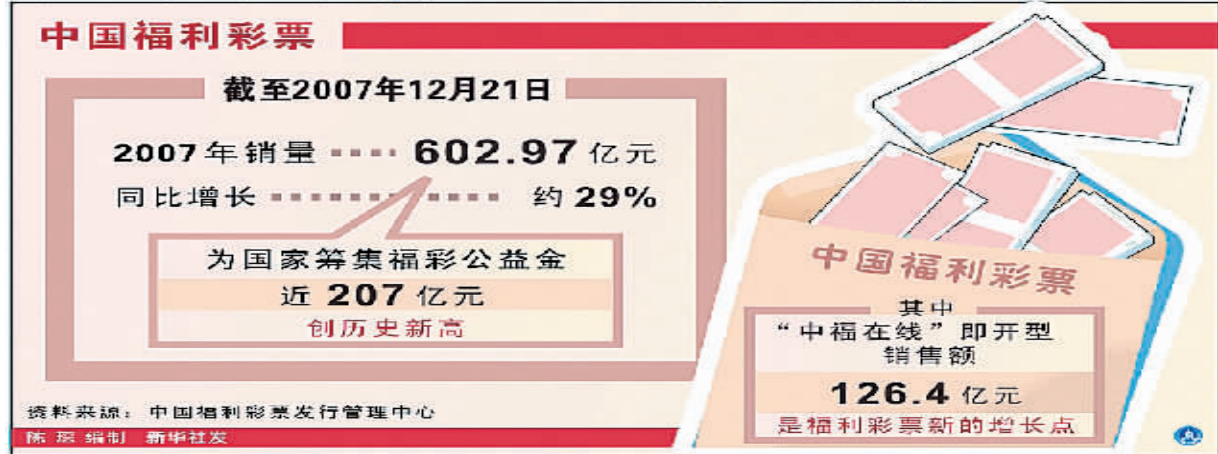 中国福利彩票
截至2007年12月21日
2007年销量 602.97亿元
同比增长 约29%
为国家筹集福彩公益金
近207亿元
创历史新高
中国福利彩票
其中
“中福在线”即开型
销售额
126.4亿元
是福利彩票新的增长点
资料来源：中国福利彩票发行管理中心
陈琛 编制 新华社发